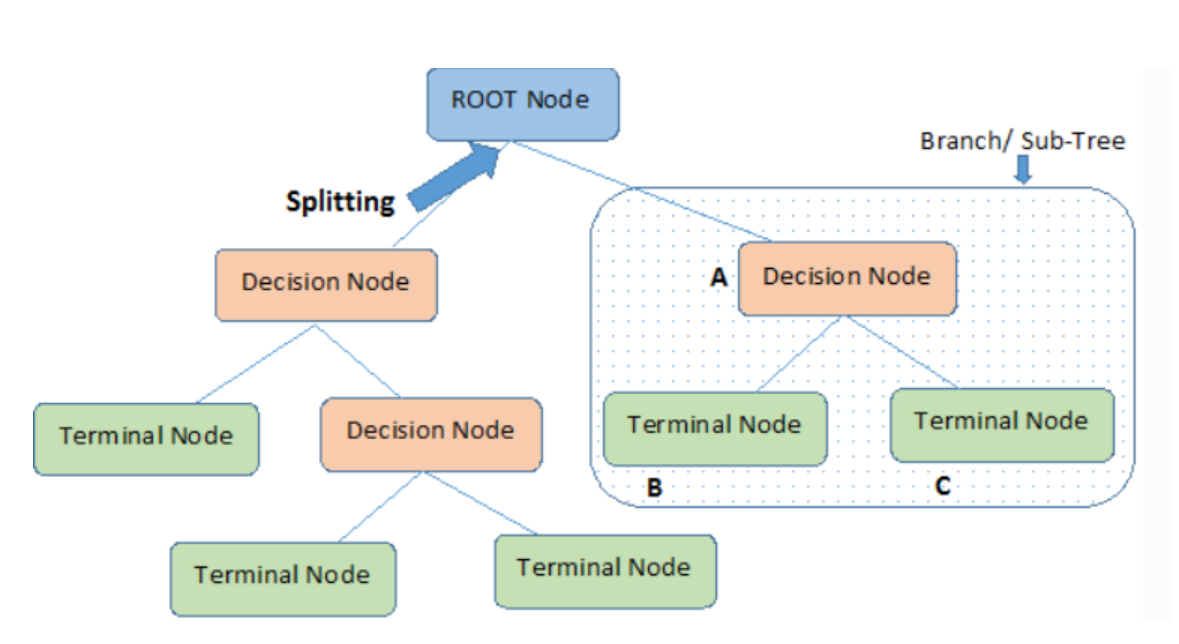 ROOT Node
Branch/ Sub-Tree
Splitting
Decision Node
A
Decision Node
Terminal Node
Decision Node
Terminal Node
Terminal Node
B
C
Terminal Node
Terminal Node